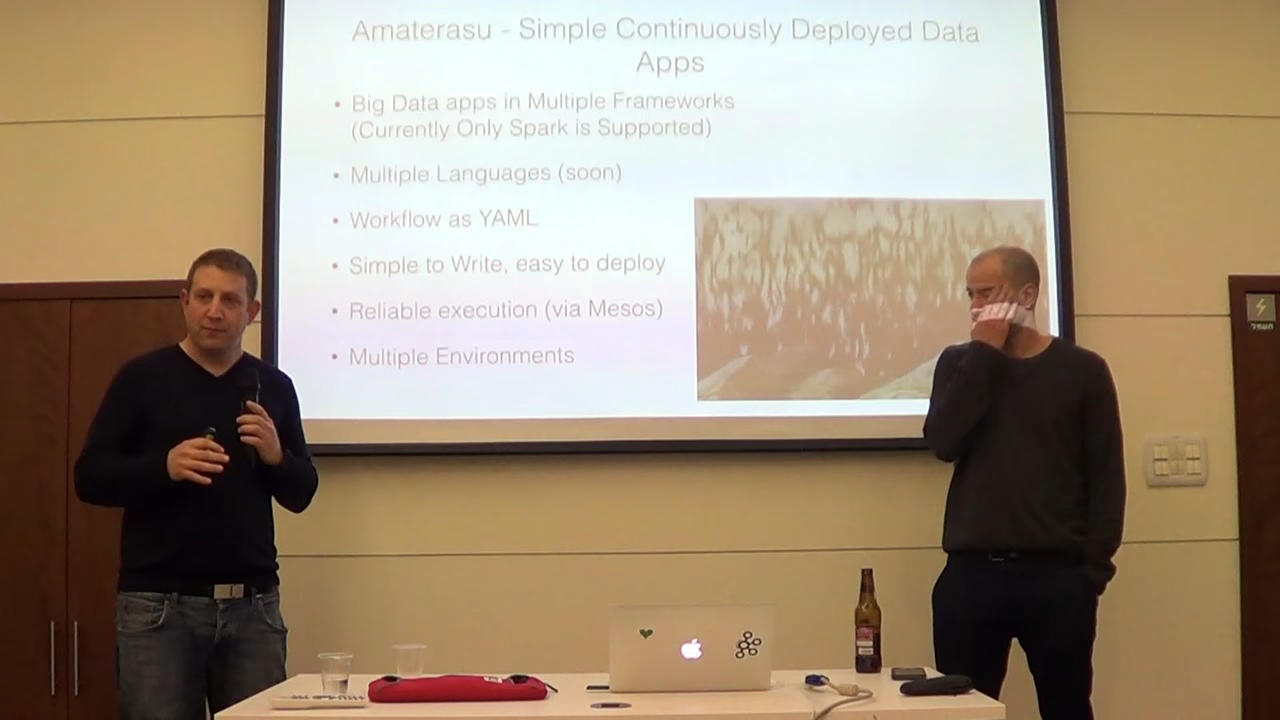 Amaterasu - Simple Continuously Deployed Data
Apps
• Big Data apps in Multiple Frameworks
(Currently Only Spark is Supported)
• Multiple Languages (soon)
• Workflow as YAML
• Simple to Write, easy to deploy
• Reliable execution (via Mesos)
• Multiple Environments
חשמל